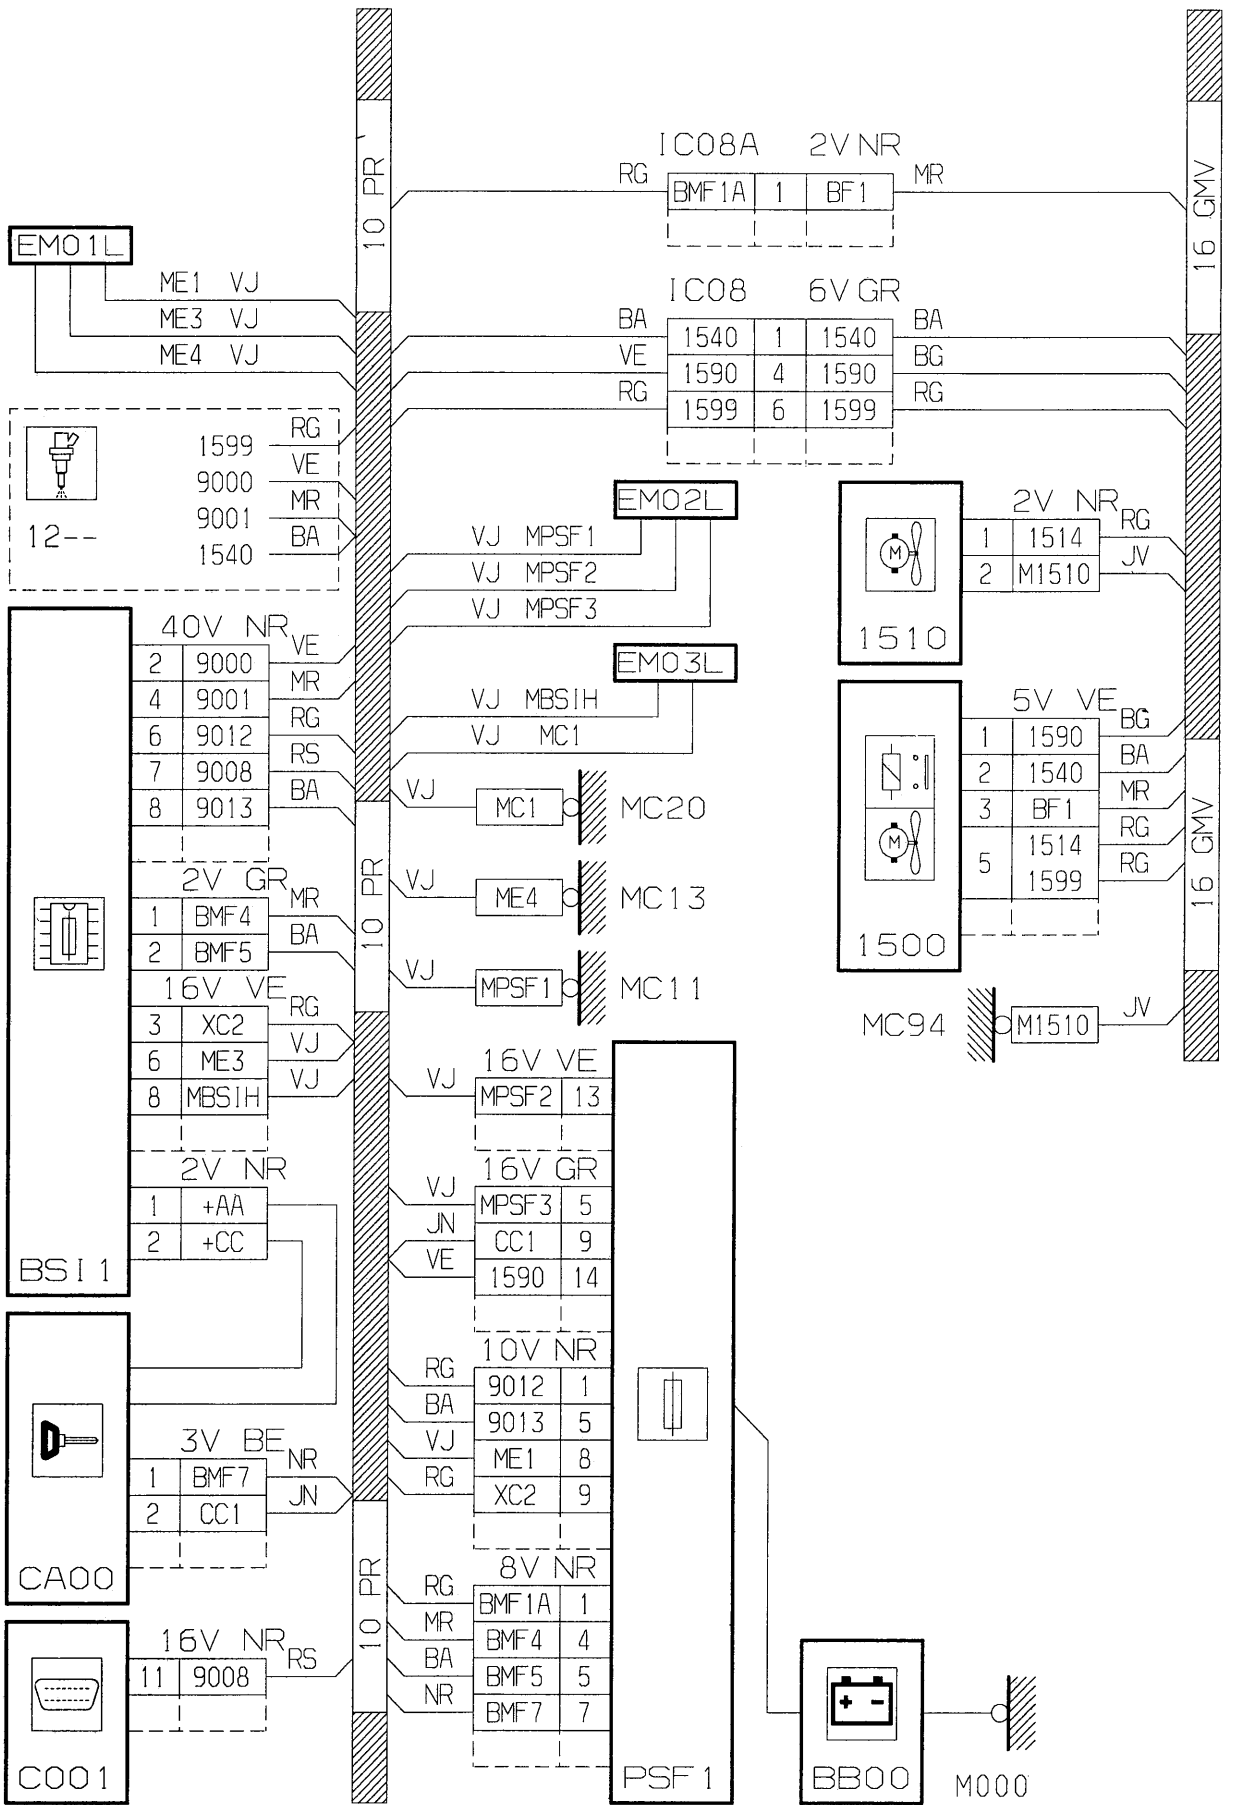 10 PR
16 GMV
IC08A 2V NR
RG BMF1A 1 BF1 MR
EM01L
ME1 VJ
ME3 VJ
ME4 VJ
IC08 6V GR
BA 1540 1 1540 BA
VE 1590 4 1590 BG
RG 1599 6 1599 RG
12--
1599 RG
9000 VE
9001 MR
1540 BA
EM02L
VJ MPSF1
VJ MPSF2
VJ MPSF3
2V NR
1 1514 RG
2 M1510 JV
M
1510
40V NR
2 9000 VE
4 9001 MR
6 9012 RG
7 9008 RS
8 9013 BA
EM03L
VJ MBSIH
VJ MC1
5V VE
1 1590 BG
2 1540 BA
3 BF1 MR
5 1514 RG
1599 RG
M
1500
16 GMV
VJ MC1 MC20
10 PR
VJ ME4 MC13
VJ MPSF1 MC11
2V GR
1 BMF4 MR
2 BMF5 BA
16V VE
3 XC2 RG
6 ME3 VJ
8 MBSIH VJ
MC94 M1510 JV
2V NR
1 +AA
2 +CC
BSI1
16V VE
VJ MPSF2 13
16V GR
VJ MPSF3 5
JN CC1 9
VE 1590 14
10V NR
RG 9012 1
BA 9013 5
VJ ME1 8
RG XC2 9
3V BE
1 BMF7 NR
2 CC1 JN
CA00
10 PR
8V NR
RG BMF1A 1
MR BMF4 4
BA BMF5 5
NR BMF7 7
16V NR
11 9008 RS
C001
PSF1
+ -
BB00
M000